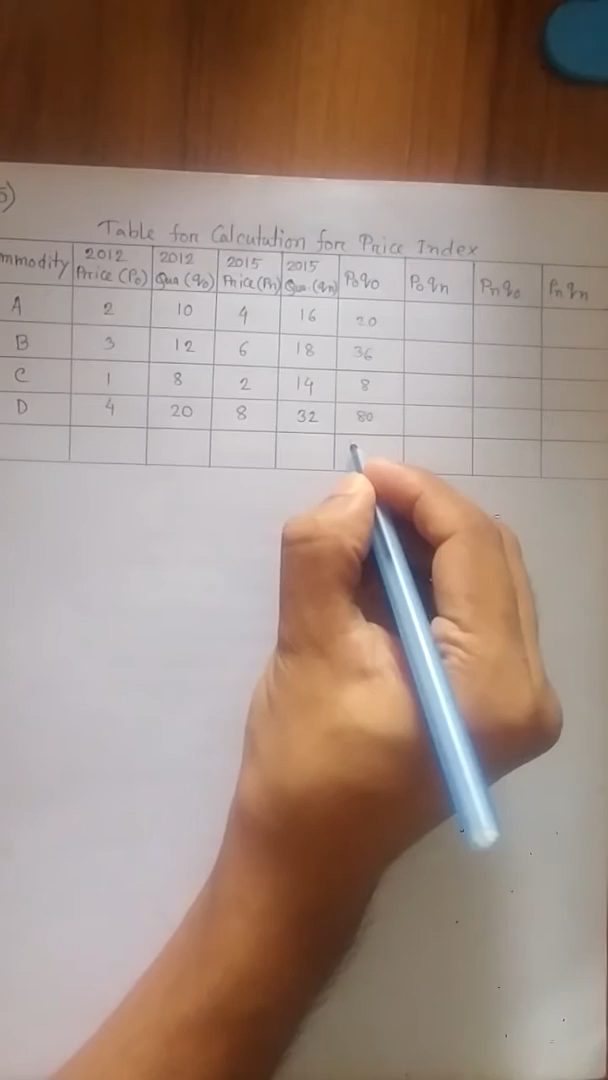 5)
Table for Calculation for Price Index
mmodity 2012 Price (P₀) 2012 Qua (q₀) 2015 Price (Pn) 2015 Qua. (qn) P₀q₀ P₀qn Pnq₀ Pnqn
A 2 10 4 16 20
B 3 12 6 18 36
C 1 8 2 14 8
D 4 20 8 32 80